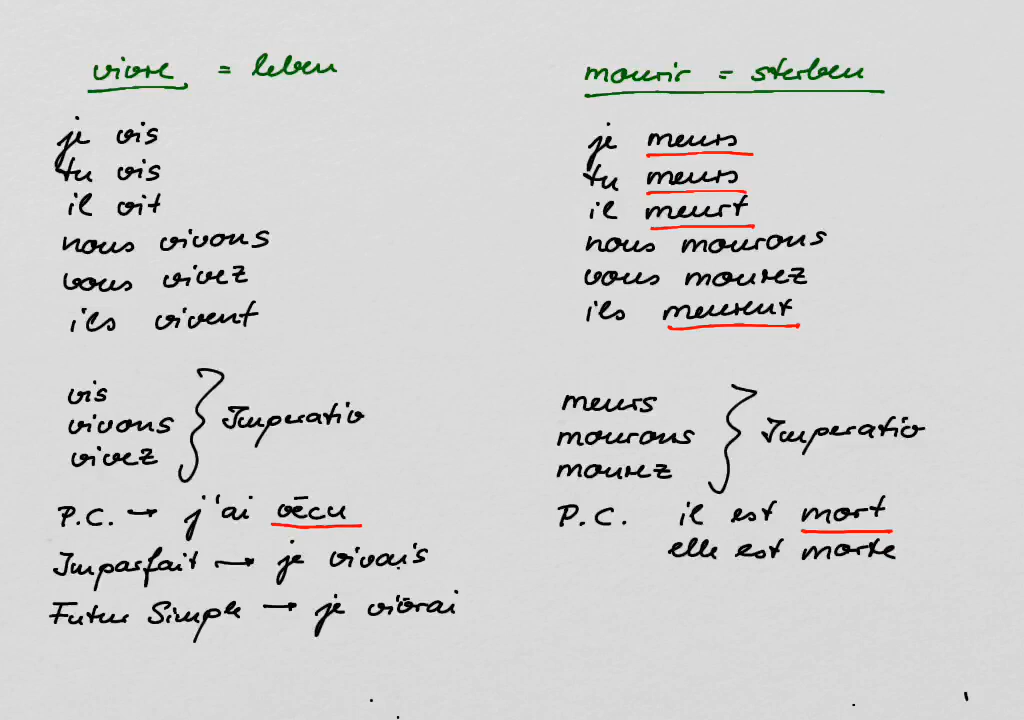 vivre = leben
je vis
tu vis
il vit
nous vivons
vous vivez
ils vivent
vis
vivons
vivez
Imperativ
P.C. → j'ai vécu
Imparfait → je vivais
Futur Simple → je vivrai
mourir = sterben
je meurs
tu meurs
il meurt
nous mourons
vous mourez
ils meurent
meurs
mourons
mourez
Imperativ
P.C. il est mort
elle est morte